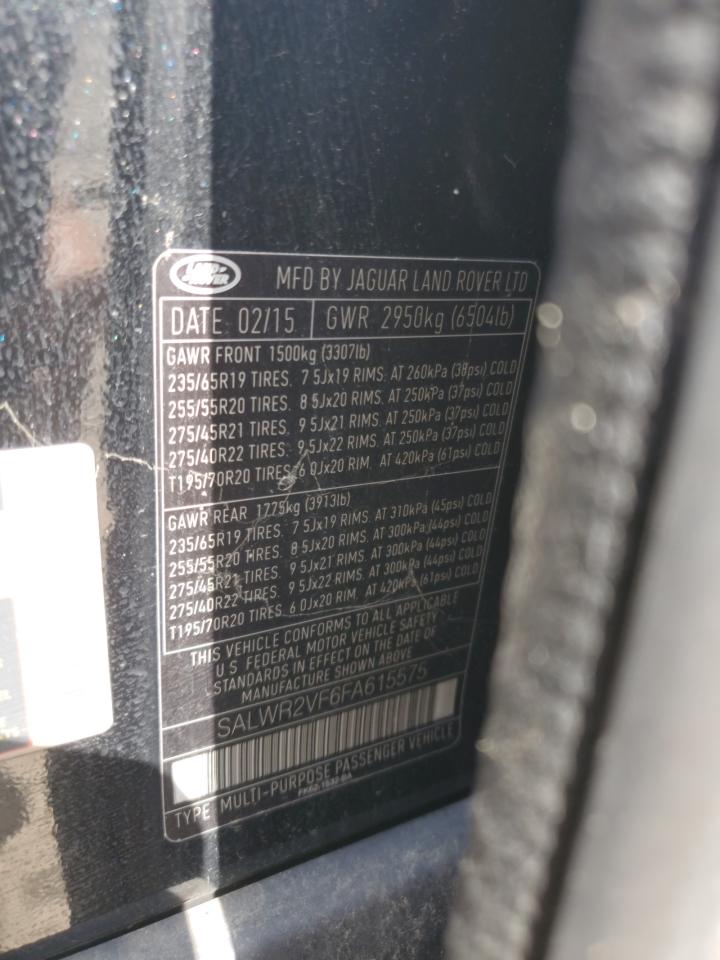 LAND ROVER
MFD BY JAGUAR LAND ROVER LTD
DATE 02/15 GWR 2950kg (6504lb)
GAWR FRONT 1500kg (3307lb)
235/65R19 TIRES. 7 5Jx19 RIMS. AT 260kPa (38psi) COLD
255/55R20 TIRES. 8 5Jx20 RIMS. AT 250kPa (37psi) COLD
275/45R21 TIRES. 9 5Jx21 RIMS. AT 250kPa (37psi) COLD
275/40R22 TIRES. 9 5Jx22 RIMS. AT 250kPa (37psi) COLD
T195/70R20 TIRES. 6 0Jx20 RIM. AT 420kPa (61psi) COLD
GAWR REAR 1775kg (3913lb)
235/65R19 TIRES. 7 5Jx19 RIMS. AT 310kPa (45psi) COLD
255/55R20 TIRES. 8 5Jx20 RIMS. AT 300kPa (44psi) COLD
275/45R21 TIRES. 9 5Jx21 RIMS. AT 300kPa (44psi) COLD
275/40R22 TIRES. 9 5Jx22 RIMS. AT 300kPa (44psi) COLD
T195/70R20 TIRES. 6 0Jx20 RIM. AT 420kPa (61psi) COLD
THIS VEHICLE CONFORMS TO ALL APPLICABLE
U S FEDERAL MOTOR VEHICLE SAFETY
STANDARDS IN EFFECT ON THE DATE OF
MANUFACTURE SHOWN ABOVE
SALWR2VF6FA615575
TYPE MULTI-PURPOSE PASSENGER VEHICLE